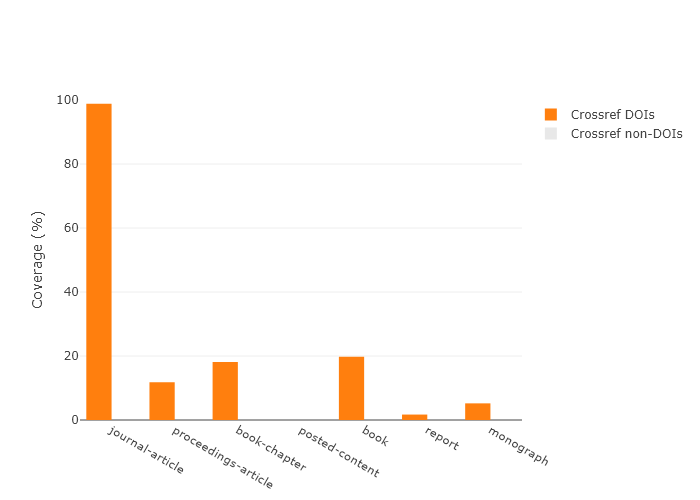 Crossref DOIs
Crossref non-DOIs
Coverage (%)
100
80
60
40
20
0
journal-article
proceedings-article
book-chapter
posted-content
book
report
monograph